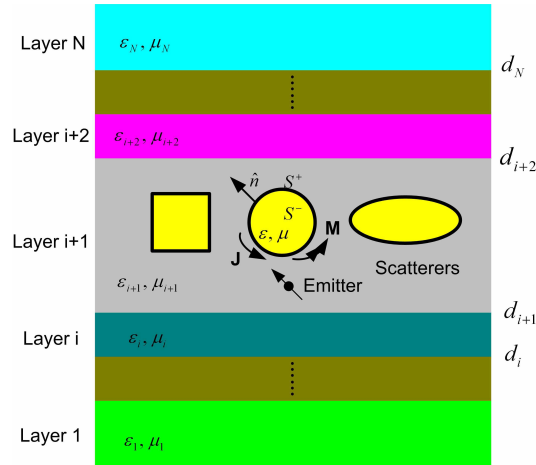 Layer N
ε_N, μ_N
d_N
Layer i+2
ε_{i+2}, μ_{i+2}
d_{i+2}
n̂
S⁺
S⁻
Layer i+1
ε, μ
J
M
Scatterers
ε_{i+1}, μ_{i+1}
Emitter
d_{i+1}
Layer i
ε_i, μ_i
d_i
Layer 1
ε_1, μ_1